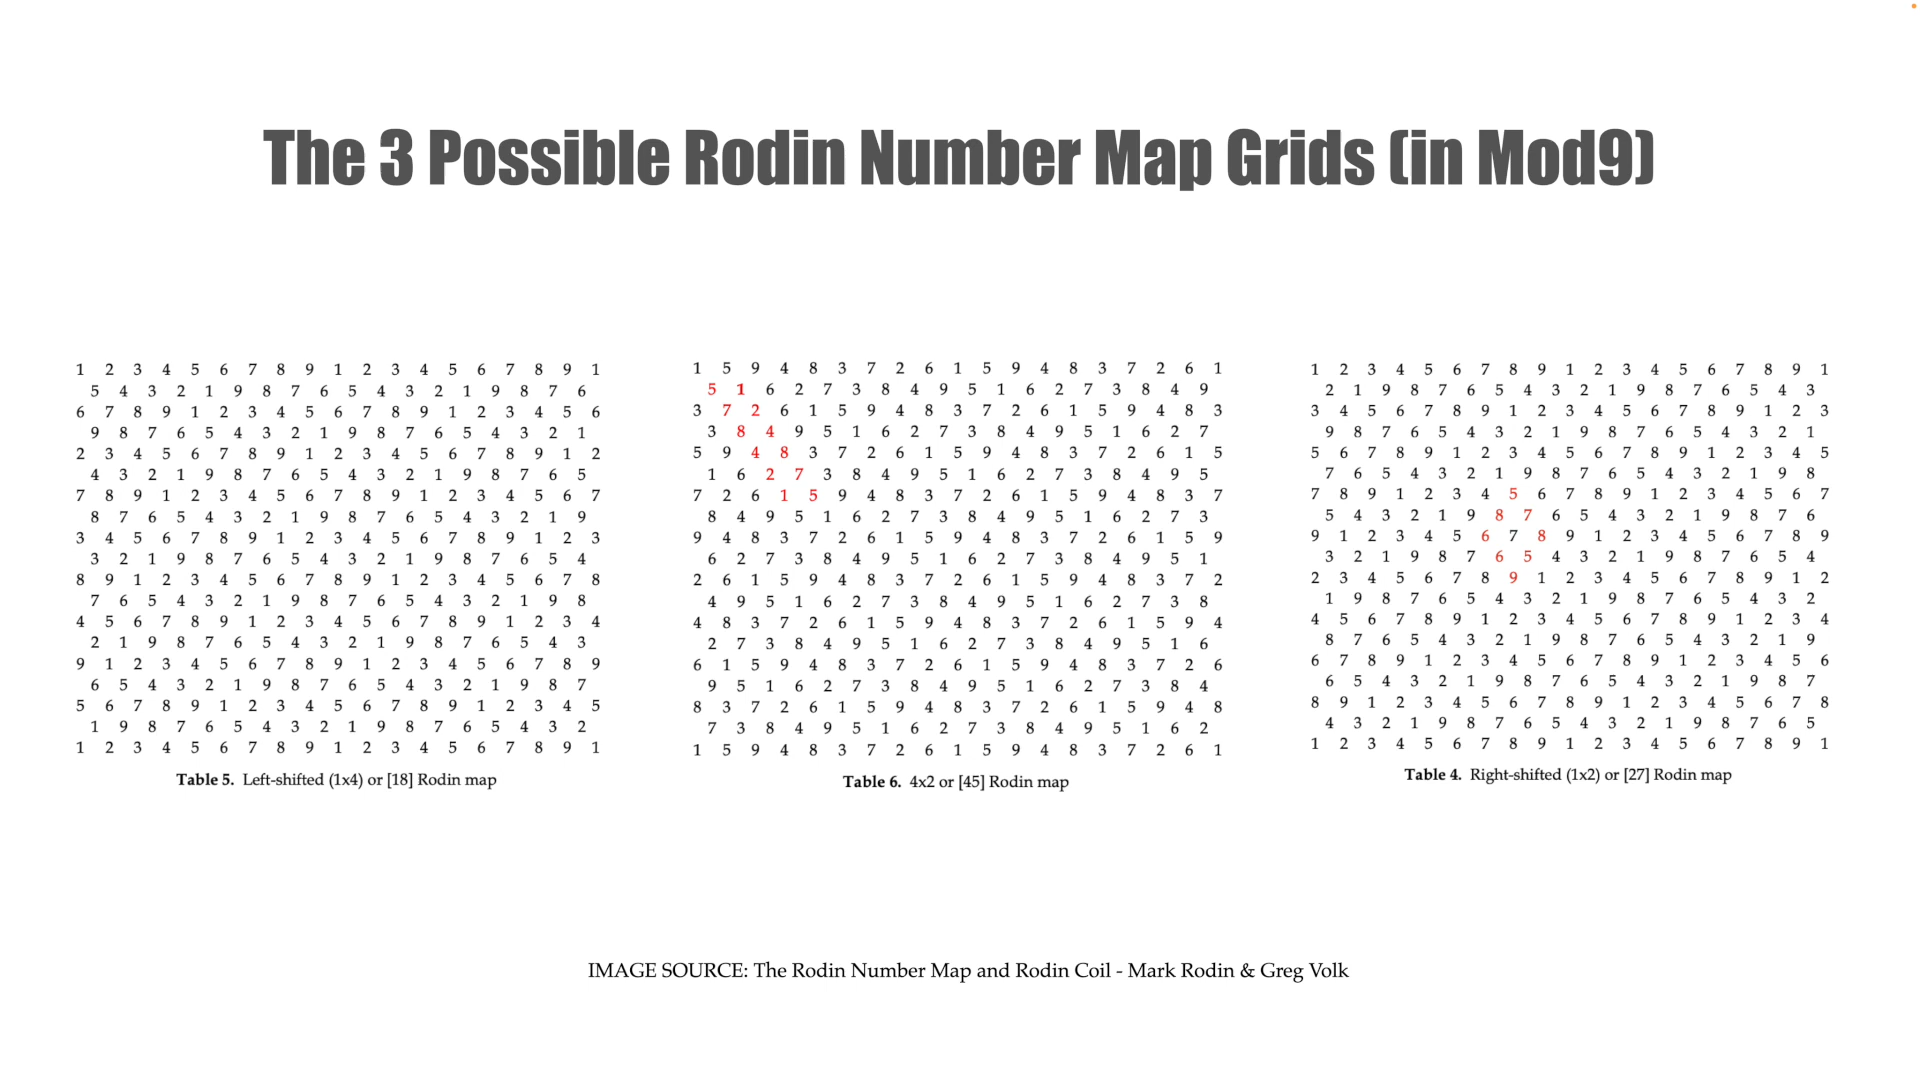 The 3 Possible Rodin Number Map Grids (in Mod9)
1 2 3 4 5 6 7 8 9 1 2 3 4 5 6 7 8 9 1
5 4 3 2 1 9 8 7 6 5 4 3 2 1 9 8 7 6
6 7 8 9 1 2 3 4 5 6 7 8 9 1 2 3 4 5 6
9 8 7 6 5 4 3 2 1 9 8 7 6 5 4 3 2 1
2 3 4 5 6 7 8 9 1 2 3 4 5 6 7 8 9 1 2
4 3 2 1 9 8 7 6 5 4 3 2 1 9 8 7 6 5
7 8 9 1 2 3 4 5 6 7 8 9 1 2 3 4 5 6 7
8 7 6 5 4 3 2 1 9 8 7 6 5 4 3 2 1 9
3 4 5 6 7 8 9 1 2 3 4 5 6 7 8 9 1 2 3
3 2 1 9 8 7 6 5 4 3 2 1 9 8 7 6 5 4
8 9 1 2 3 4 5 6 7 8 9 1 2 3 4 5 6 7 8
7 6 5 4 3 2 1 9 8 7 6 5 4 3 2 1 9 8
4 5 6 7 8 9 1 2 3 4 5 6 7 8 9 1 2 3 4
2 1 9 8 7 6 5 4 3 2 1 9 8 7 6 5 4 3
9 1 2 3 4 5 6 7 8 9 1 2 3 4 5 6 7 8 9
6 5 4 3 2 1 9 8 7 6 5 4 3 2 1 9 8 7
5 6 7 8 9 1 2 3 4 5 6 7 8 9 1 2 3 4 5
1 9 8 7 6 5 4 3 2 1 9 8 7 6 5 4 3 2
1 2 3 4 5 6 7 8 9 1 2 3 4 5 6 7 8 9 1
Table 5. Left-shifted (1x4) or [18] Rodin map
1 5 9 4 8 3 7 2 6 1 5 9 4 8 3 7 2 6 1
5 1 6 2 7 3 8 4 9 5 1 6 2 7 3 8 4 9
3 7 2 6 1 5 9 4 8 3 7 2 6 1 5 9 4 8 3
3 8 4 9 5 1 6 2 7 3 8 4 9 5 1 6 2 7
5 9 4 8 3 7 2 6 1 5 9 4 8 3 7 2 6 1 5
1 6 2 7 3 8 4 9 5 1 6 2 7 3 8 4 9 5
7 2 6 1 5 9 4 8 3 7 2 6 1 5 9 4 8 3 7
8 4 9 5 1 6 2 7 3 8 4 9 5 1 6 2 7 3
9 4 8 3 7 2 6 1 5 9 4 8 3 7 2 6 1 5 9
6 2 7 3 8 4 9 5 1 6 2 7 3 8 4 9 5 1
2 6 1 5 9 4 8 3 7 2 6 1 5 9 4 8 3 7 2
4 9 5 1 6 2 7 3 8 4 9 5 1 6 2 7 3 8
4 8 3 7 2 6 1 5 9 4 8 3 7 2 6 1 5 9 4
2 7 3 8 4 9 5 1 6 2 7 3 8 4 9 5 1 6
6 1 5 9 4 8 3 7 2 6 1 5 9 4 8 3 7 2 6
9 5 1 6 2 7 3 8 4 9 5 1 6 2 7 3 8 4
8 3 7 2 6 1 5 9 4 8 3 7 2 6 1 5 9 4 8
7 3 8 4 9 5 1 6 2 7 3 8 4 9 5 1 6 2
1 5 9 4 8 3 7 2 6 1 5 9 4 8 3 7 2 6 1
Table 6. 4x2 or [45] Rodin map
1 2 3 4 5 6 7 8 9 1 2 3 4 5 6 7 8 9 1
2 1 9 8 7 6 5 4 3 2 1 9 8 7 6 5 4 3
3 4 5 6 7 8 9 1 2 3 4 5 6 7 8 9 1 2 3
9 8 7 6 5 4 3 2 1 9 8 7 6 5 4 3 2 1
5 6 7 8 9 1 2 3 4 5 6 7 8 9 1 2 3 4 5
7 6 5 4 3 2 1 9 8 7 6 5 4 3 2 1 9 8
7 8 9 1 2 3 4 5 6 7 8 9 1 2 3 4 5 6 7
5 4 3 2 1 9 8 7 6 5 4 3 2 1 9 8 7 6
9 1 2 3 4 5 6 7 8 9 1 2 3 4 5 6 7 8 9
3 2 1 9 8 7 6 5 4 3 2 1 9 8 7 6 5 4
2 3 4 5 6 7 8 9 1 2 3 4 5 6 7 8 9 1 2
1 9 8 7 6 5 4 3 2 1 9 8 7 6 5 4 3 2
4 5 6 7 8 9 1 2 3 4 5 6 7 8 9 1 2 3 4
8 7 6 5 4 3 2 1 9 8 7 6 5 4 3 2 1 9
6 7 8 9 1 2 3 4 5 6 7 8 9 1 2 3 4 5 6
6 5 4 3 2 1 9 8 7 6 5 4 3 2 1 9 8 7
8 9 1 2 3 4 5 6 7 8 9 1 2 3 4 5 6 7 8
4 3 2 1 9 8 7 6 5 4 3 2 1 9 8 7 6 5
1 2 3 4 5 6 7 8 9 1 2 3 4 5 6 7 8 9 1
Table 4. Right-shifted (1x2) or [27] Rodin map
IMAGE SOURCE: The Rodin Number Map and Rodin Coil - Mark Rodin & Greg Volk